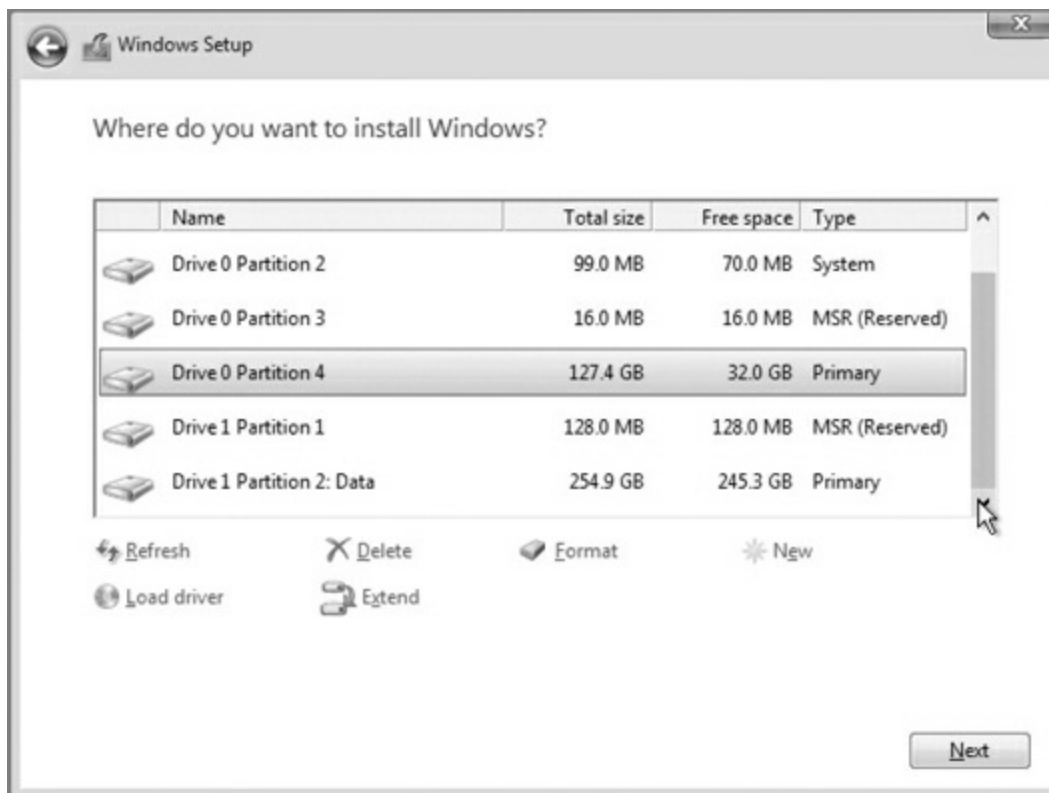 Windows Setup
Where do you want to install Windows?
Name Total size Free space Type
Drive 0 Partition 2 99.0 MB 70.0 MB System
Drive 0 Partition 3 16.0 MB 16.0 MB MSR (Reserved)
Drive 0 Partition 4 127.4 GB 32.0 GB Primary
Drive 1 Partition 1 128.0 MB 128.0 MB MSR (Reserved)
Drive 1 Partition 2: Data 254.9 GB 245.3 GB Primary
Refresh Delete Format New
Load driver Extend
Next